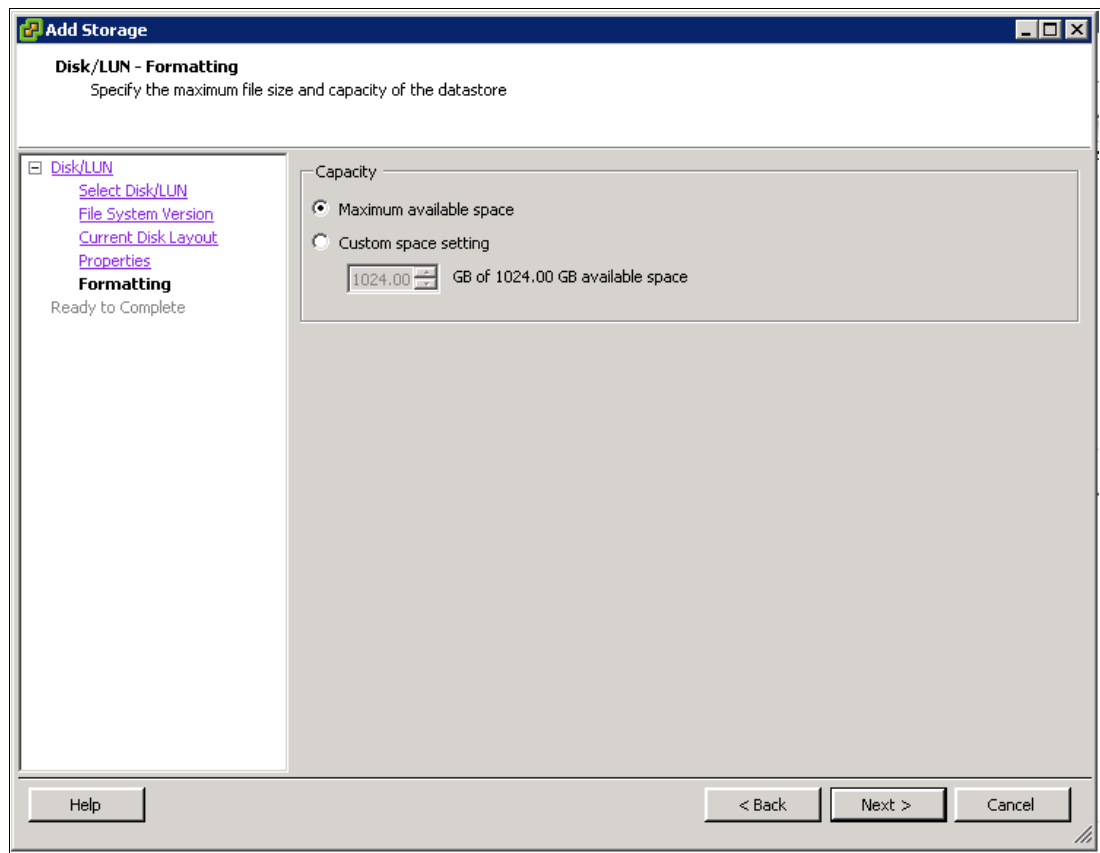 Add Storage
Disk/LUN - Formatting
Specify the maximum file size and capacity of the datastore
Disk/LUN
Select Disk/LUN
File System Version
Current Disk Layout
Properties
Formatting
Ready to Complete
Capacity
Maximum available space
Custom space setting
1024.00 GB of 1024.00 GB available space
Help < Back Next > Cancel